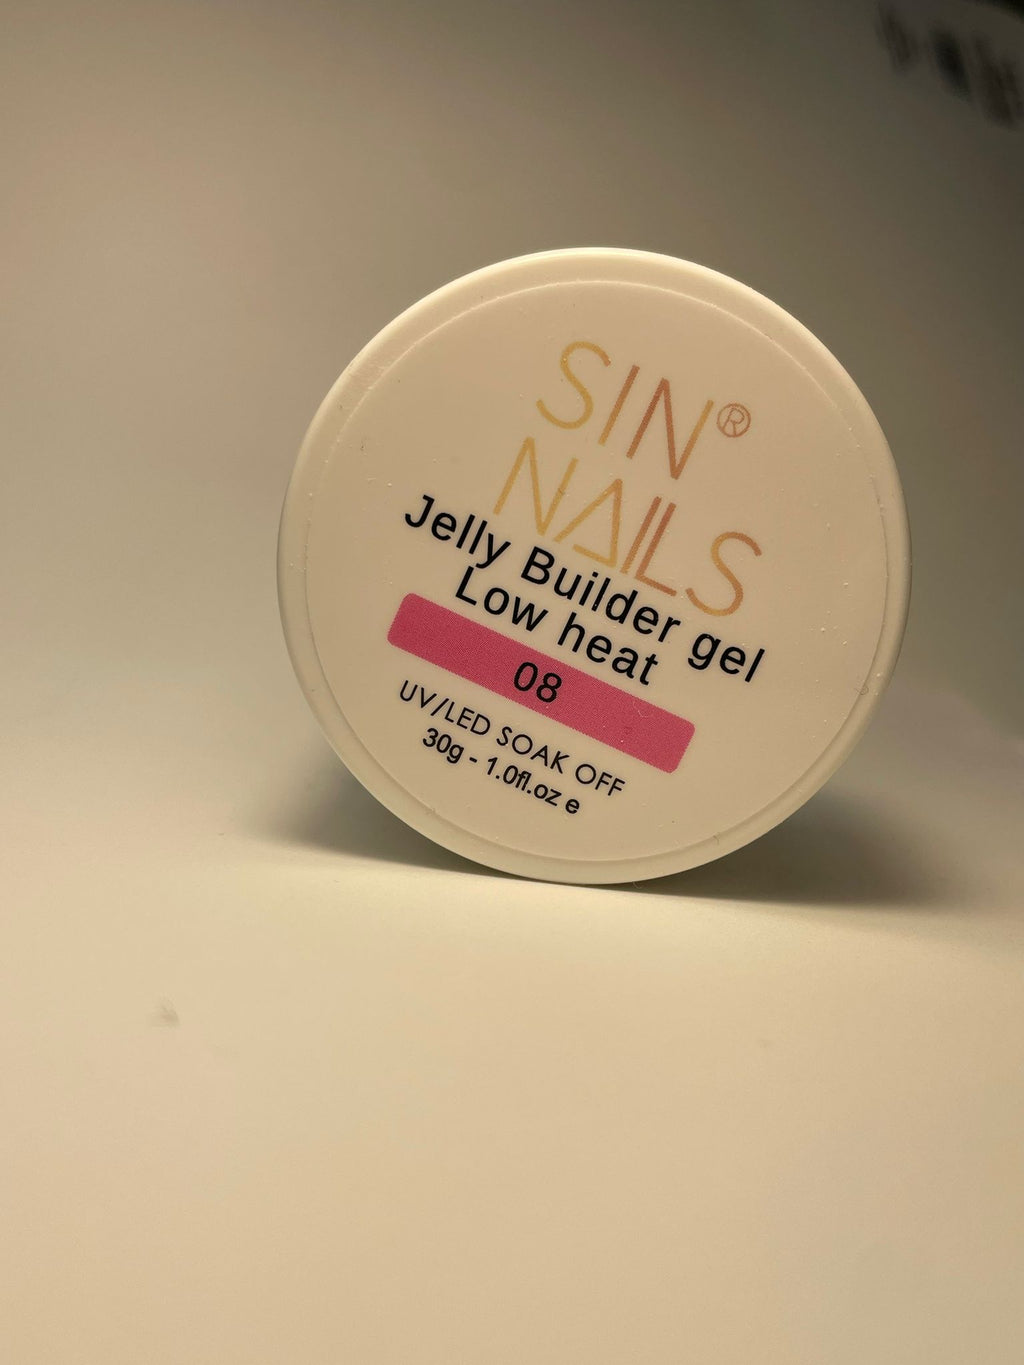 SIN®
NAILS
Jelly Builder gel
Low heat
08
UV/LED SOAK OFF
30g - 1.0fl.oz e